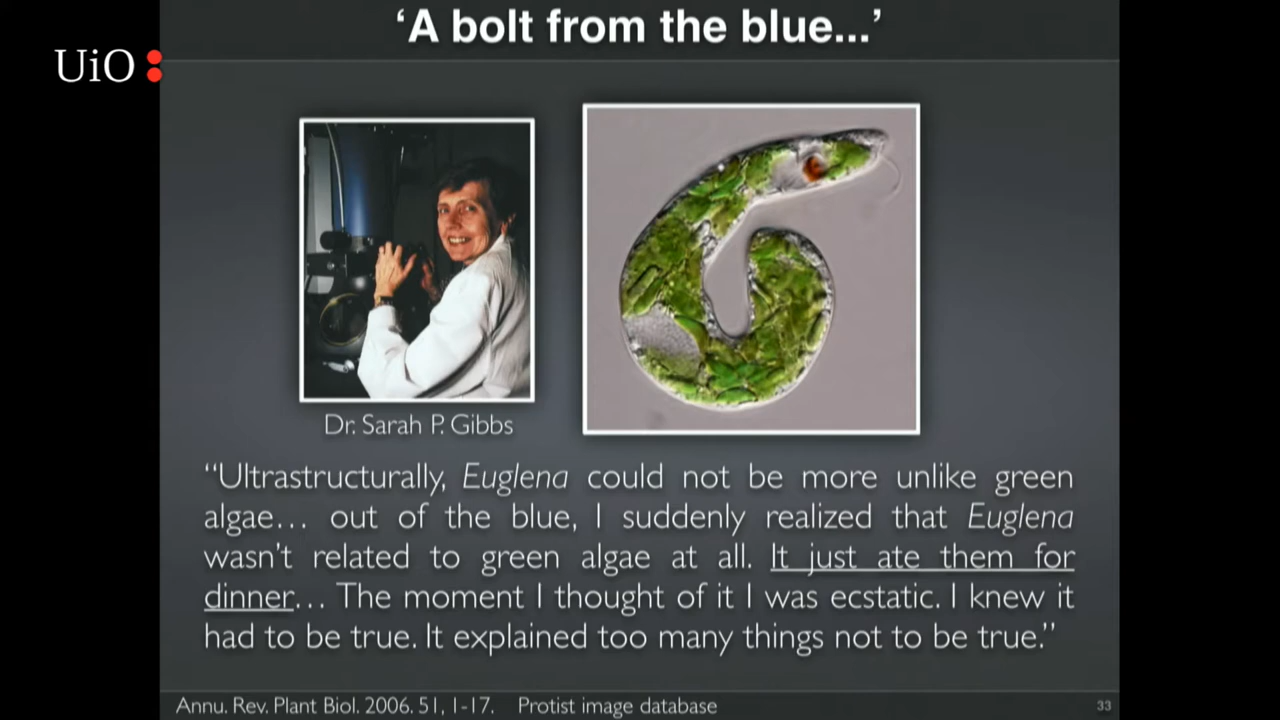 ‘A bolt from the blue...’
UiO:
Dr. Sarah P. Gibbs
“Ultrastructurally, Euglena could not be more unlike green
algae… out of the blue, I suddenly realized that Euglena
wasn’t related to green algae at all. It just ate them for
dinner… The moment I thought of it I was ecstatic. I knew it
had to be true. It explained too many things not to be true.”
Annu. Rev. Plant Biol. 2006. 51, 1-17. Protist image database
33